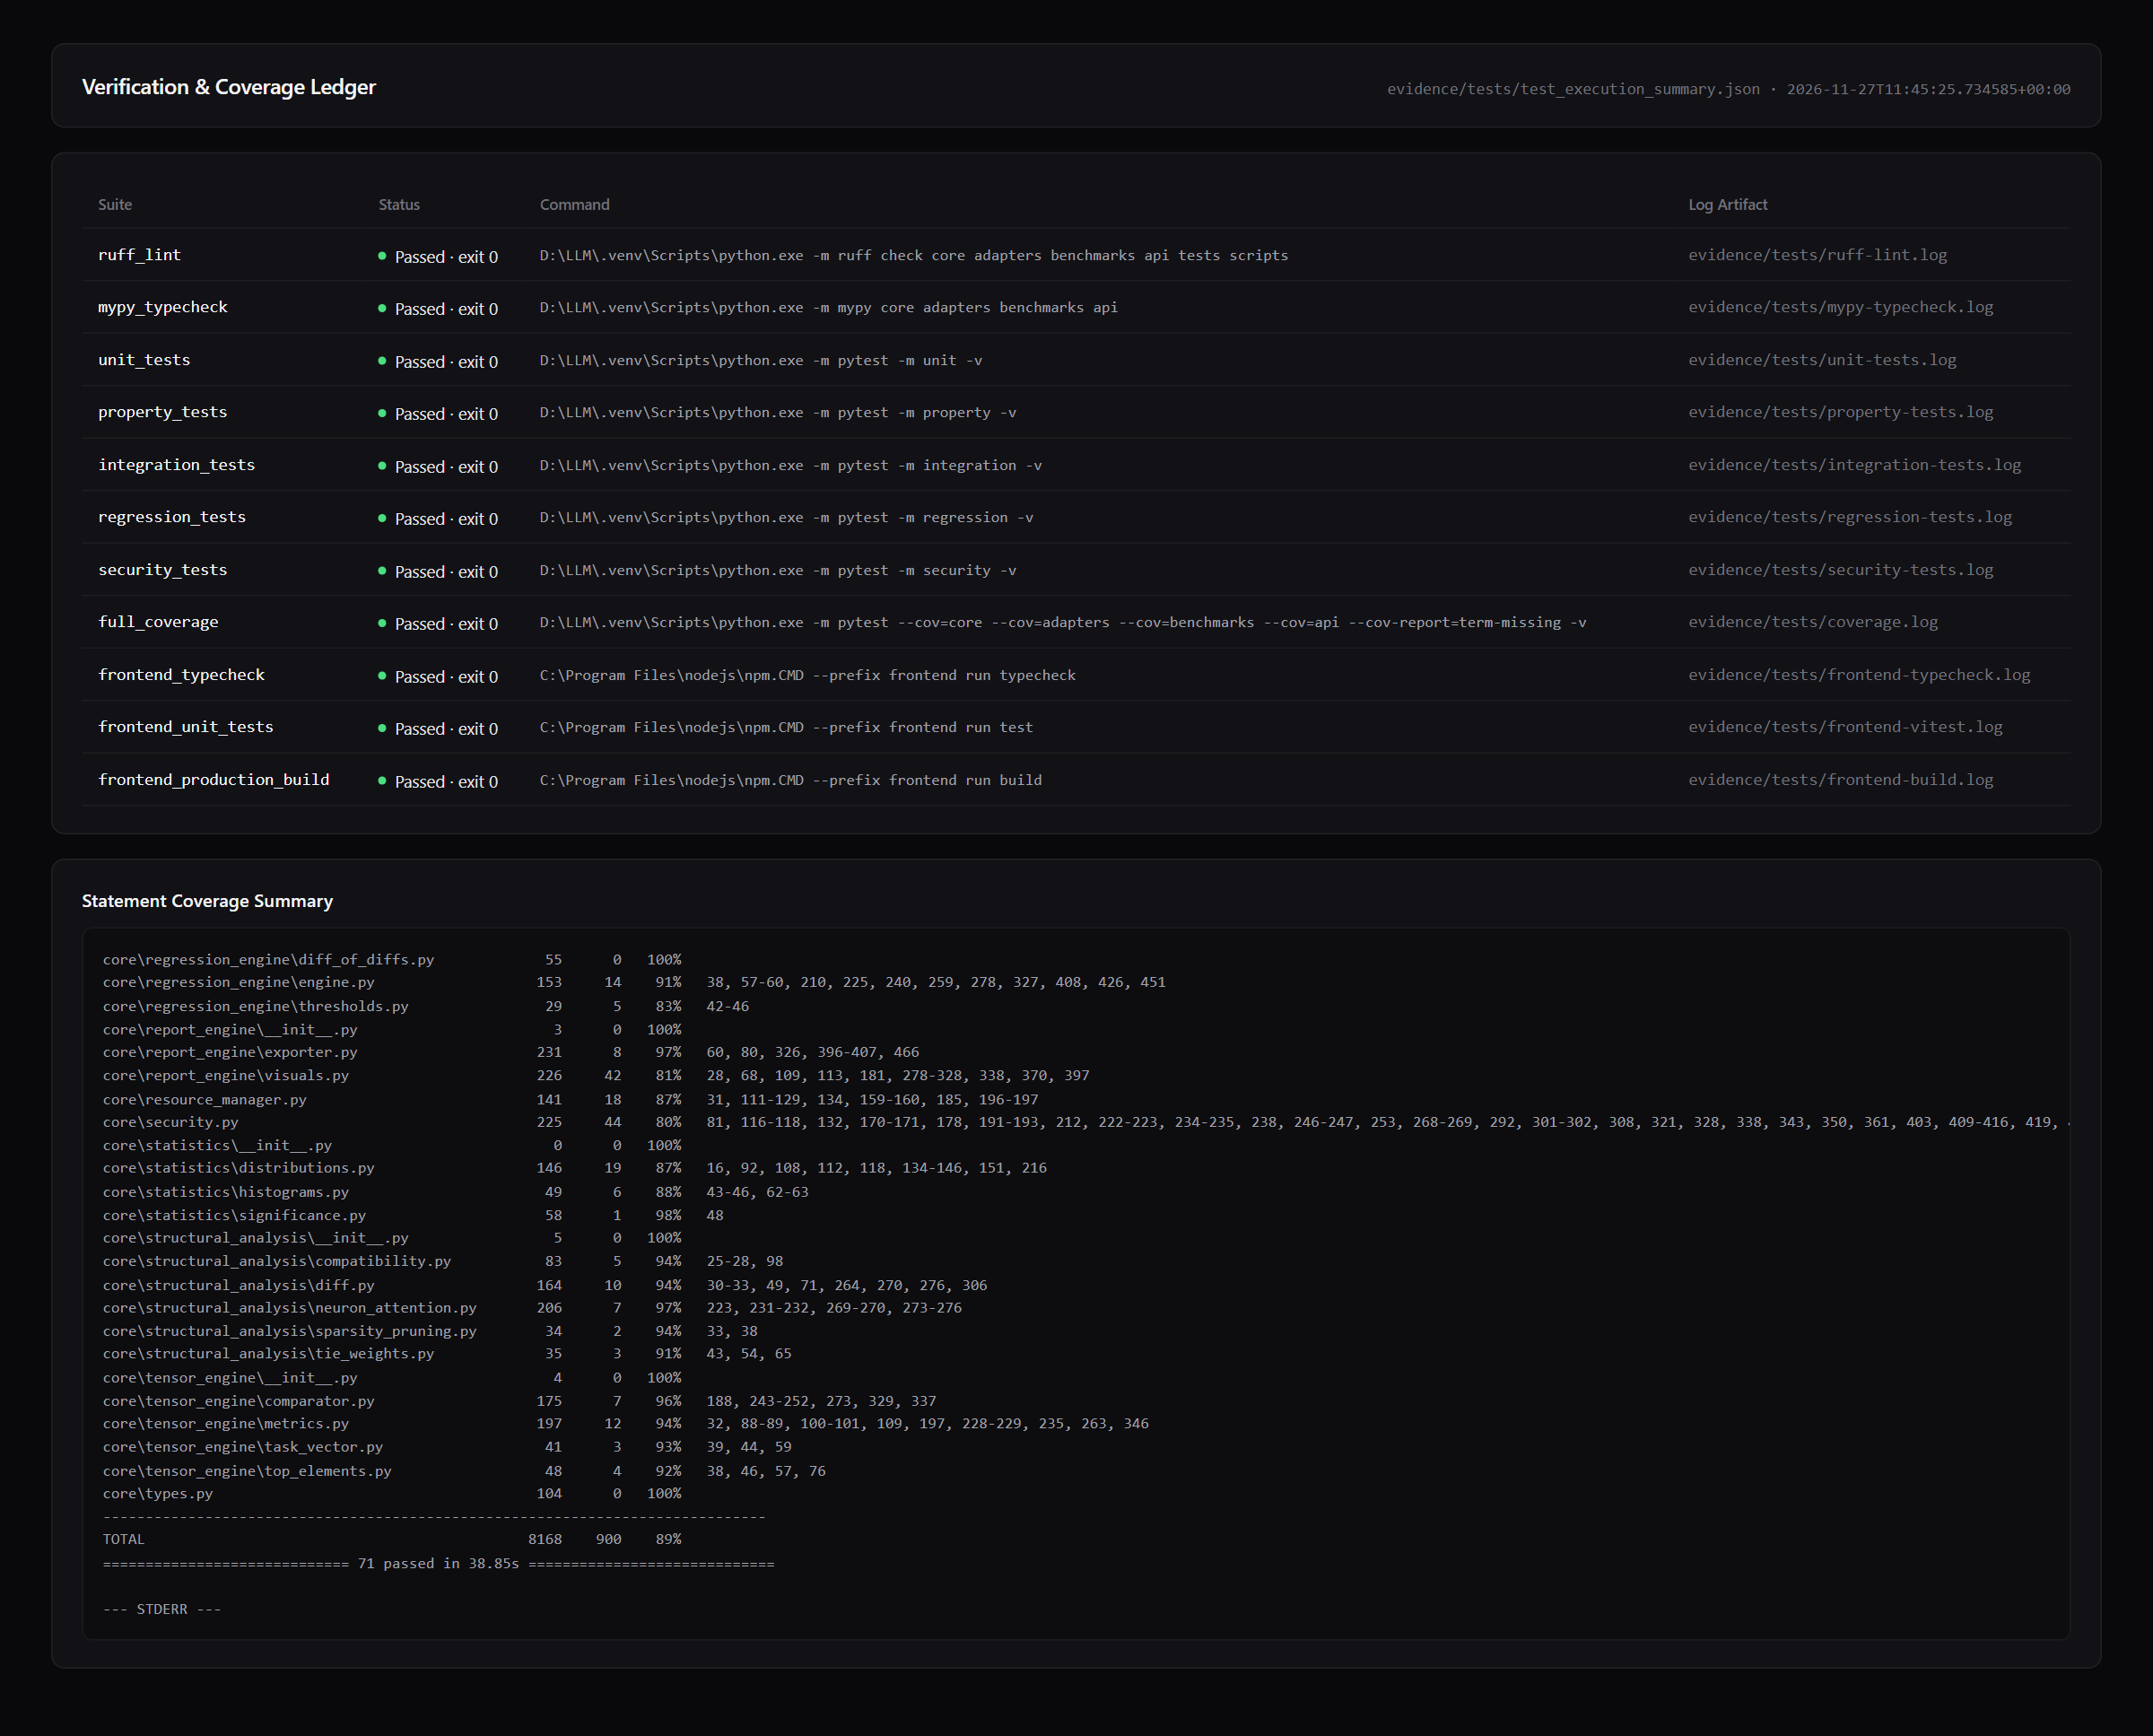 Verification & Coverage Ledger
evidence/tests/test_execution_summary.json · 2026-11-27T11:45:25.734585+00:00
Suite Status Command Log Artifact
ruff_lint Passed · exit 0 D:\LLM\.venv\Scripts\python.exe -m ruff check core adapters benchmarks api tests scripts evidence/tests/ruff-lint.log
mypy_typecheck Passed · exit 0 D:\LLM\.venv\Scripts\python.exe -m mypy core adapters benchmarks api evidence/tests/mypy-typecheck.log
unit_tests Passed · exit 0 D:\LLM\.venv\Scripts\python.exe -m pytest -m unit -v evidence/tests/unit-tests.log
property_tests Passed · exit 0 D:\LLM\.venv\Scripts\python.exe -m pytest -m property -v evidence/tests/property-tests.log
integration_tests Passed · exit 0 D:\LLM\.venv\Scripts\python.exe -m pytest -m integration -v evidence/tests/integration-tests.log
regression_tests Passed · exit 0 D:\LLM\.venv\Scripts\python.exe -m pytest -m regression -v evidence/tests/regression-tests.log
security_tests Passed · exit 0 D:\LLM\.venv\Scripts\python.exe -m pytest -m security -v evidence/tests/security-tests.log
full_coverage Passed · exit 0 D:\LLM\.venv\Scripts\python.exe -m pytest --cov=core --cov=adapters --cov=benchmarks --cov=api --cov-report=term-missing -v evidence/tests/coverage.log
frontend_typecheck Passed · exit 0 C:\Program Files\nodejs\npm.CMD --prefix frontend run typecheck evidence/tests/frontend-typecheck.log
frontend_unit_tests Passed · exit 0 C:\Program Files\nodejs\npm.CMD --prefix frontend run test evidence/tests/frontend-vitest.log
frontend_production_build Passed · exit 0 C:\Program Files\nodejs\npm.CMD --prefix frontend run build evidence/tests/frontend-build.log
Statement Coverage Summary
core\regression_engine\diff_of_diffs.py 55 0 100%
core\regression_engine\engine.py 153 14 91% 38, 57-60, 210, 225, 240, 259, 278, 327, 408, 426, 451
core\regression_engine\thresholds.py 29 5 83% 42-46
core\report_engine\__init__.py 3 0 100%
core\report_engine\exporter.py 231 8 97% 60, 80, 326, 396-407, 466
core\report_engine\visuals.py 226 42 81% 28, 68, 109, 113, 181, 278-328, 338, 370, 397
core\resource_manager.py 141 18 87% 31, 111-129, 134, 159-160, 185, 196-197
core\security.py 225 44 80% 81, 116-118, 132, 170-171, 178, 191-193, 212, 222-223, 234-235, 238, 246-247, 253, 268-269, 292, 301-302, 308, 321, 328, 338, 343, 350, 361, 403, 409-416, 419,
core\statistics\__init__.py 0 0 100%
core\statistics\distributions.py 146 19 87% 16, 92, 108, 112, 118, 134-146, 151, 216
core\statistics\histograms.py 49 6 88% 43-46, 62-63
core\statistics\significance.py 58 1 98% 48
core\structural_analysis\__init__.py 5 0 100%
core\structural_analysis\compatibility.py 83 5 94% 25-28, 98
core\structural_analysis\diff.py 164 10 94% 30-33, 49, 71, 264, 270, 276, 306
core\structural_analysis\neuron_attention.py 206 7 97% 223, 231-232, 269-270, 273-276
core\structural_analysis\sparsity_pruning.py 34 2 94% 33, 38
core\structural_analysis\tie_weights.py 35 3 91% 43, 54, 65
core\tensor_engine\__init__.py 4 0 100%
core\tensor_engine\comparator.py 175 7 96% 188, 243-252, 273, 329, 337
core\tensor_engine\metrics.py 197 12 94% 32, 88-89, 100-101, 109, 197, 228-229, 235, 263, 346
core\tensor_engine\task_vector.py 41 3 93% 39, 44, 59
core\tensor_engine\top_elements.py 48 4 92% 38, 46, 57, 76
core\types.py 104 0 100%
------------------------------------------------------------------------------
TOTAL 8168 900 89%
============================= 71 passed in 38.85s =============================
--- STDERR ---